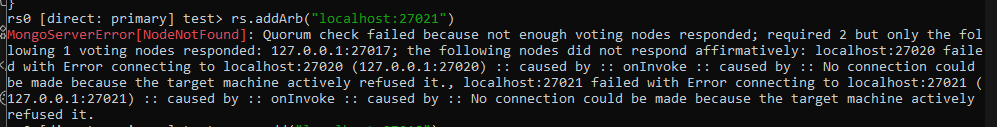 }
rs0 [direct: primary] test> rs.addArb("localhost:27021")
MongoServerError[NodeNotFound]: Quorum check failed because not enough voting nodes responded; required 2 but only the fol
lowing 1 voting nodes responded: 127.0.0.1:27017; the following nodes did not respond affirmatively: localhost:27020 faile
d with Error connecting to localhost:27020 (127.0.0.1:27020) :: caused by :: onInvoke :: caused by :: No connection could
be made because the target machine actively refused it., localhost:27021 failed with Error connecting to localhost:27021 (
127.0.0.1:27021) :: caused by :: onInvoke :: caused by :: No connection could be made because the target machine actively
refused it.